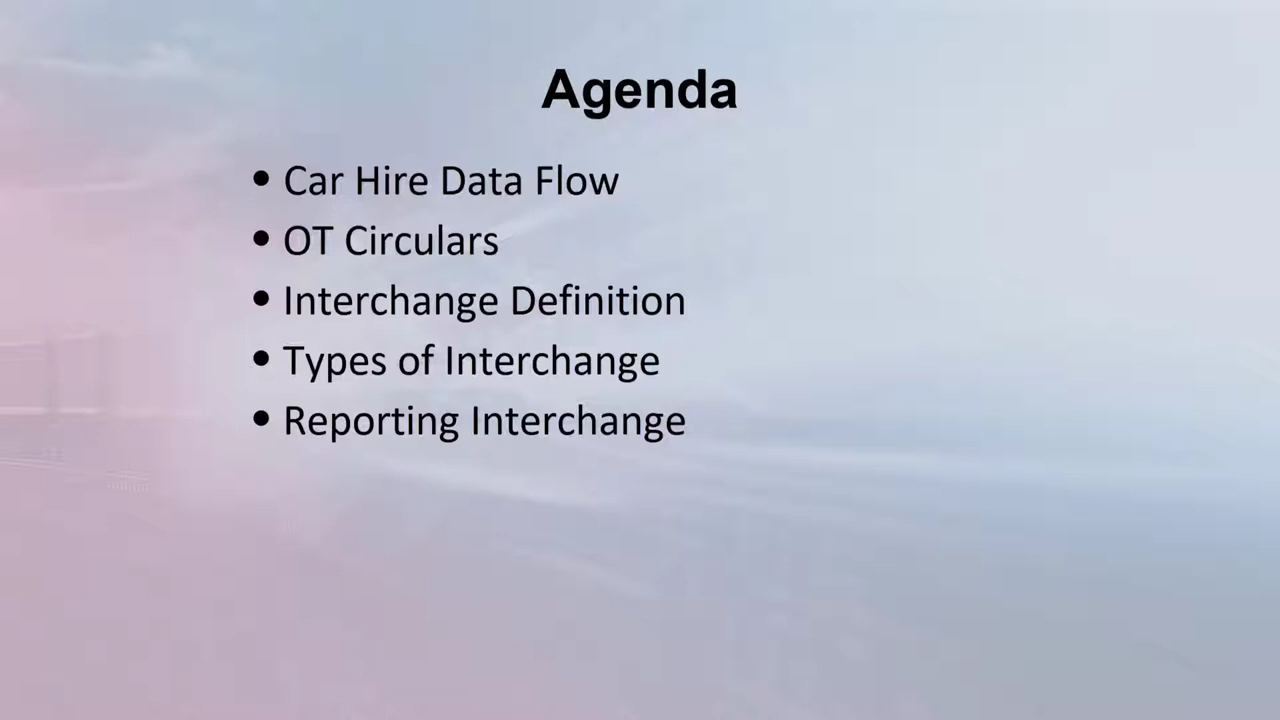 Agenda
• Car Hire Data Flow
• OT Circulars
• Interchange Definition
• Types of Interchange
• Reporting Interchange